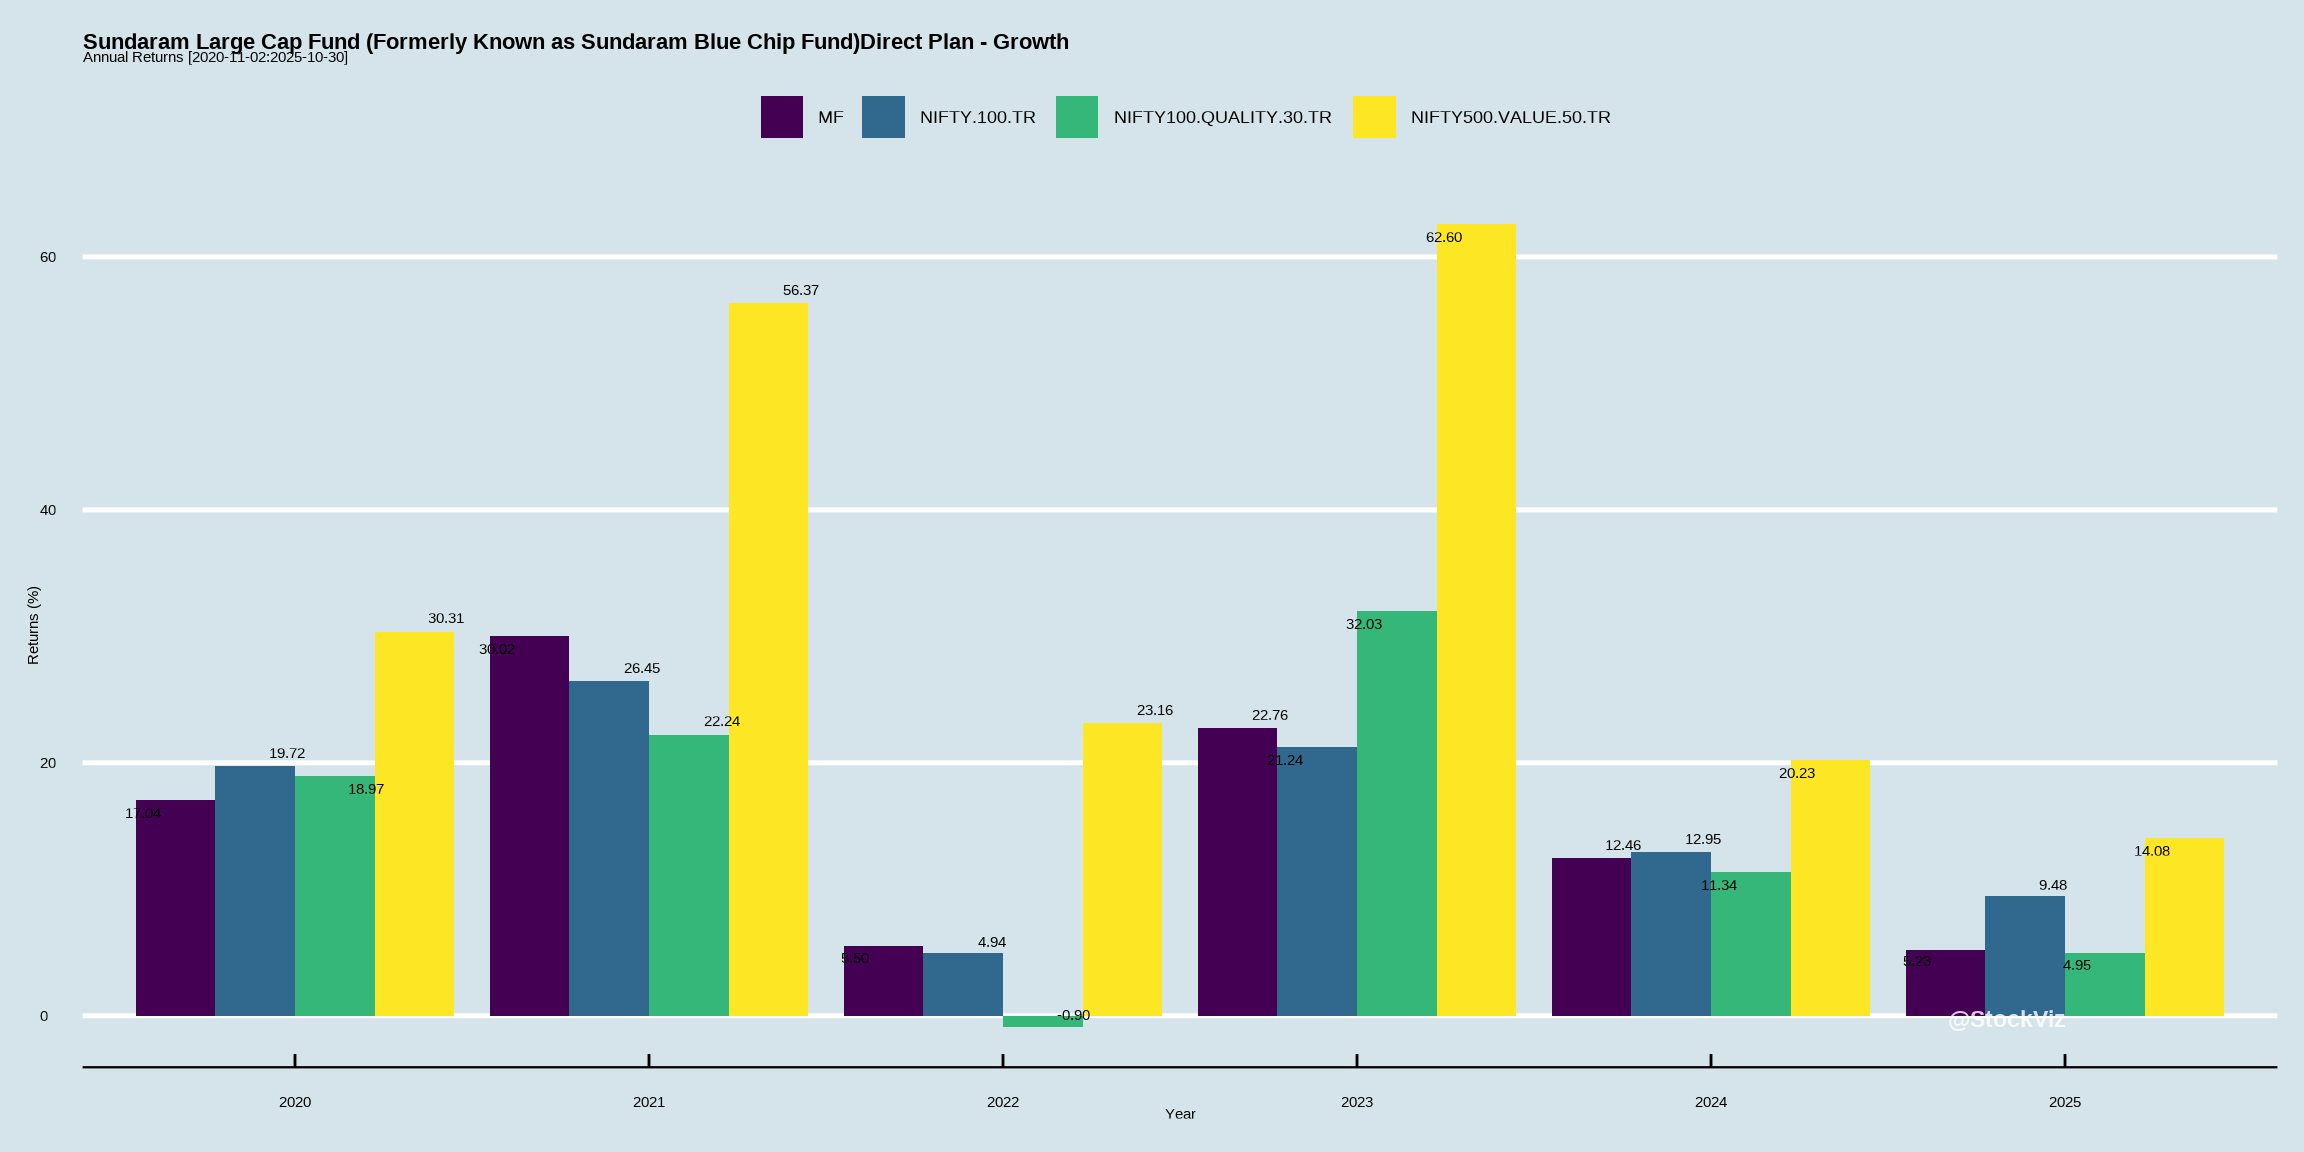 Sundaram Large Cap Fund (Formerly Known as Sundaram Blue Chip Fund)Direct Plan - Growth
Annual Returns [2020-11-02:2025-10-30]
MF NIFTY.100.TR NIFTY100.QUALITY.30.TR NIFTY500.VALUE.50.TR
60
40
20
0
Returns (%)
17.04 19.72 18.97 30.31
30.02 26.45 22.24 56.37
5.50 4.94 -0.90 23.16
22.76 21.24 32.03 62.60
12.46 12.95 11.34 20.23
5.23 9.48 4.95 14.08
@StockViz
2020 2021 2022 2023 2024 2025
Year